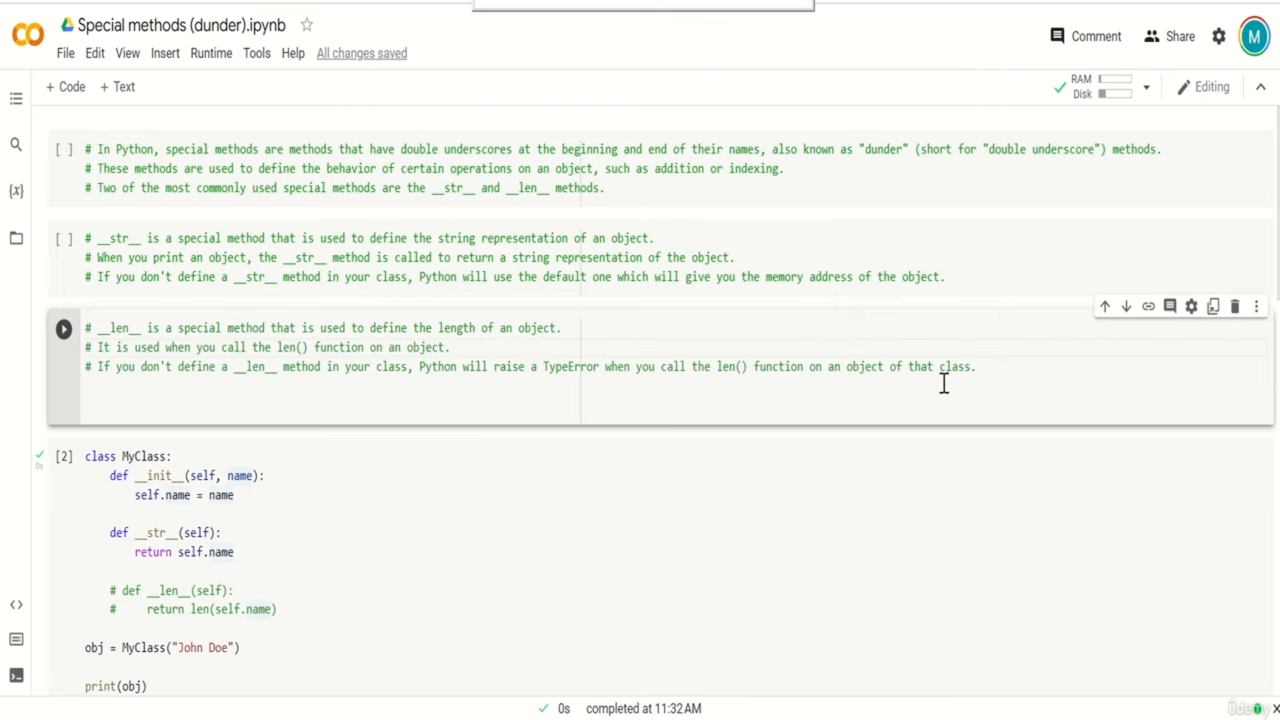 Special methods (dunder).ipynb
File Edit View Insert Runtime Tools Help All changes saved
Comment Share M
+ Code + Text
RAM
Disk
Editing
[ ] # In Python, special methods are methods that have double underscores at the beginning and end of their names, also known as "dunder" (short for "double underscore") methods.
# These methods are used to define the behavior of certain operations on an object, such as addition or indexing.
# Two of the most commonly used special methods are the __str__ and __len__ methods.
[ ] # __str__ is a special method that is used to define the string representation of an object.
# When you print an object, the __str__ method is called to return a string representation of the object.
# If you don't define a __str__ method in your class, Python will use the default one which will give you the memory address of the object.
# __len__ is a special method that is used to define the length of an object.
# It is used when you call the len() function on an object.
# If you don't define a __len__ method in your class, Python will raise a TypeError when you call the len() function on an object of that class.
0s
[2] class MyClass:
def __init__(self, name):
self.name = name
def __str__(self):
return self.name
# def __len__(self):
# return len(self.name)
obj = MyClass("John Doe")
print(obj)
0s completed at 11:32 AM
ûdemy